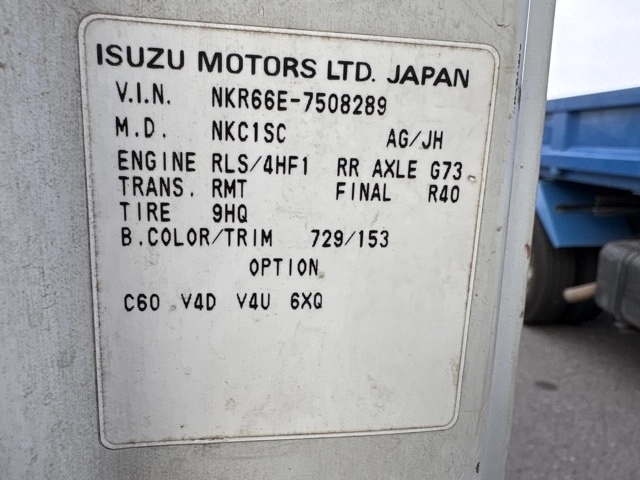 ISUZU MOTORS LTD. JAPAN
V.I.N. NKR66E-7508289
M.D. NKC1SC AG/JH
ENGINE RLS/4HF1 RR AXLE G73
TRANS. RMT FINAL R40
TIRE 9HQ
B.COLOR/TRIM 729/153
OPTION
C60 V4D V4U 6XQ